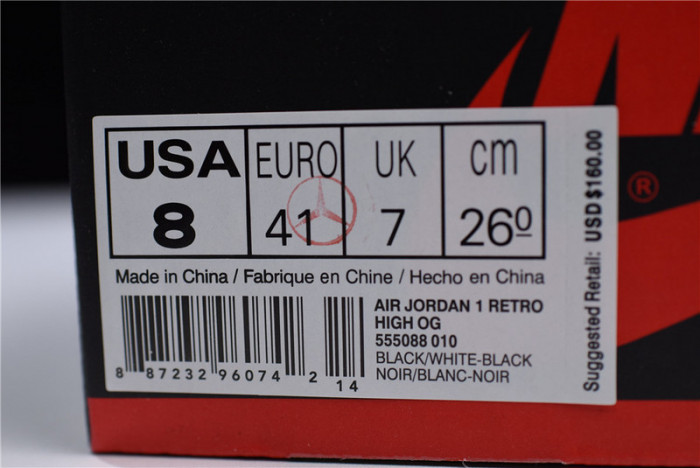 USA EURO UK cm
8 41 7 26º
Made in China / Fabrique en Chine / Hecho en China
AIR JORDAN 1 RETRO
HIGH OG
555088 010
BLACK/WHITE-BLACK
NOIR/BLANC-NOIR
8 87232 96074 2 14
Suggested Retail: USD $160.00
®